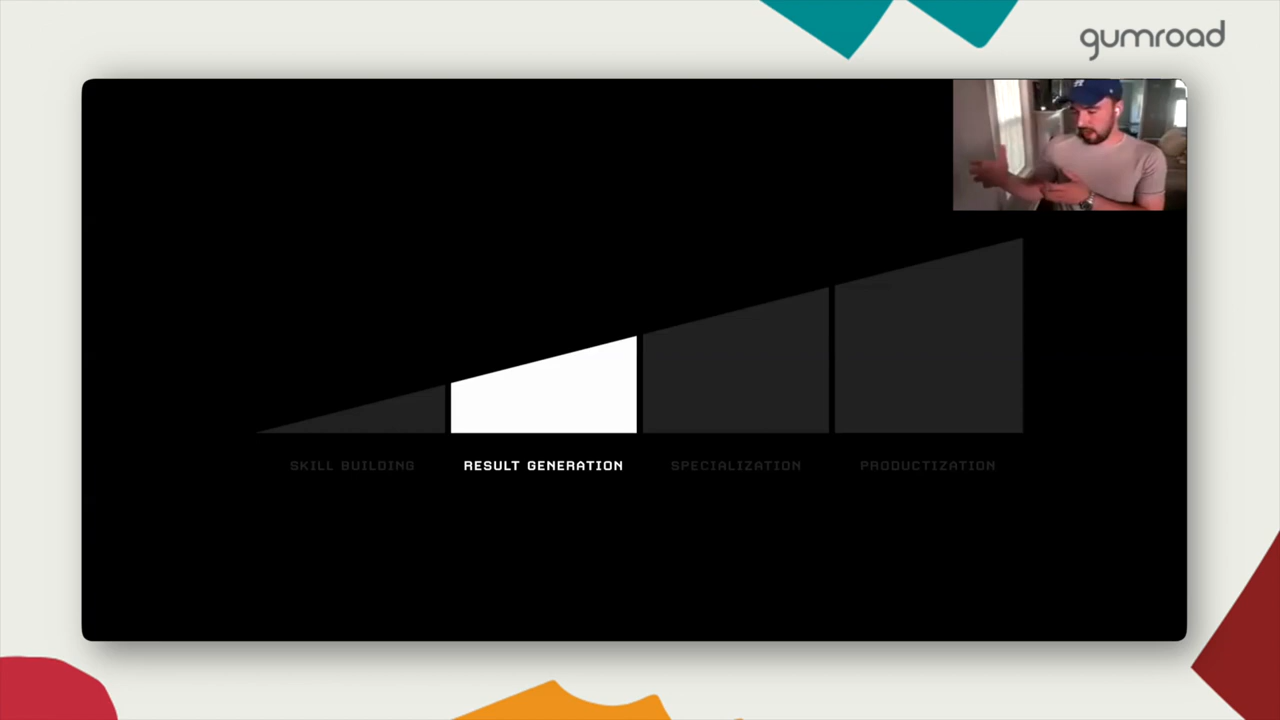 gumroad
SKILL BUILDING
RESULT GENERATION
SPECIALIZATION
PRODUCTIZATION